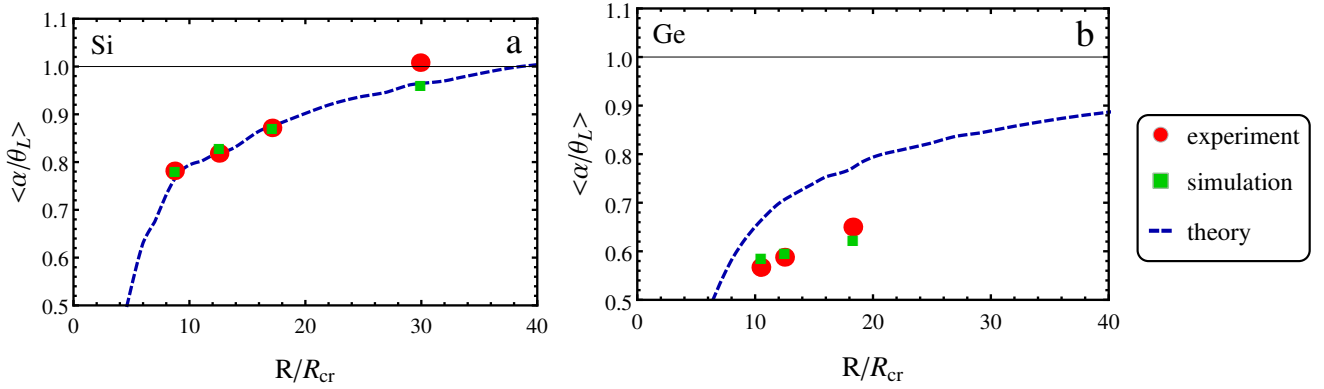 Si
a
<α/θL>
1.1
1.0
0.9
0.8
0.7
0.6
0.5
0
10
20
30
40
R/Rcr
Ge
b
<α/θL>
1.1
1.0
0.9
0.8
0.7
0.6
0.5
0
10
20
30
40
R/Rcr
experiment
simulation
theory